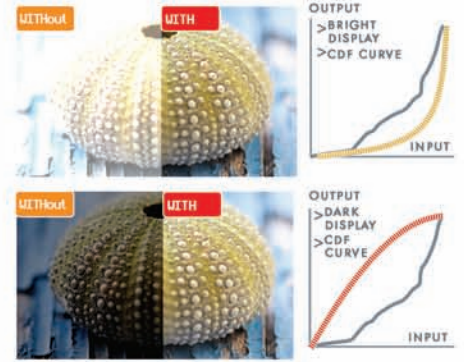 WITHout
WITH
OUTPUT
>BRIGHT
DISPLAY
>CDF CURVE
INPUT
WITHout
WITH
OUTPUT
>DARK
DISPLAY
>CDF
CURVE
INPUT